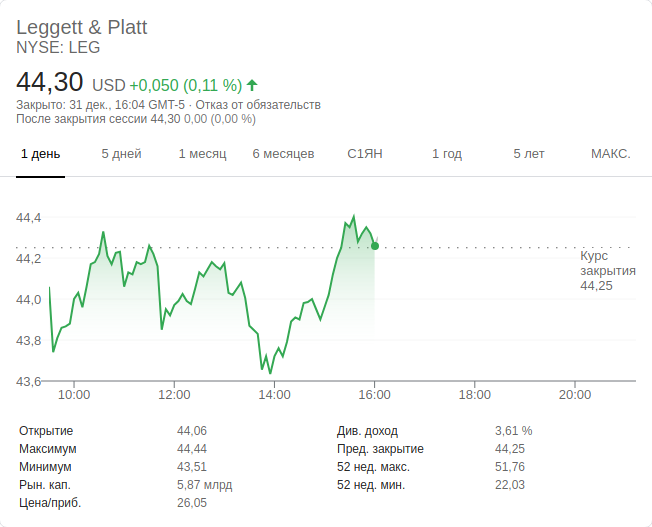 Leggett & Platt
NYSE: LEG
44,30 USD +0,050 (0,11 %)
Закрыто: 31 дек., 16:04 GMT-5 · Отказ от обязательств
После закрытия сессии 44,30 0,00 (0,00 %)
1 день 5 дней 1 месяц 6 месяцев С1ЯН 1 год 5 лет МАКС.
44,4
44,2
44,0
43,8
43,6
Курс
закрытия
44,25
10:00 12:00 14:00 16:00 18:00 20:00
Открытие 44,06 Див. доход 3,61 %
Максимум 44,44 Пред. закрытие 44,25
Минимум 43,51 52 нед. макс. 51,76
Рын. кап. 5,87 млрд 52 нед. мин. 22,03
Цена/приб. 26,05